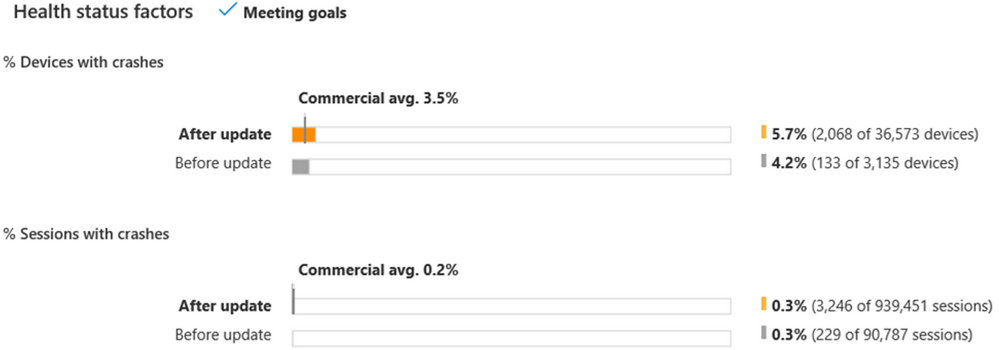 Health status factors Meeting goals
% Devices with crashes
Commercial avg. 3.5%
After update 5.7% (2,068 of 36,573 devices)
Before update 4.2% (133 of 3,135 devices)
% Sessions with crashes
Commercial avg. 0.2%
After update 0.3% (3,246 of 939,451 sessions)
Before update 0.3% (229 of 90,787 sessions)